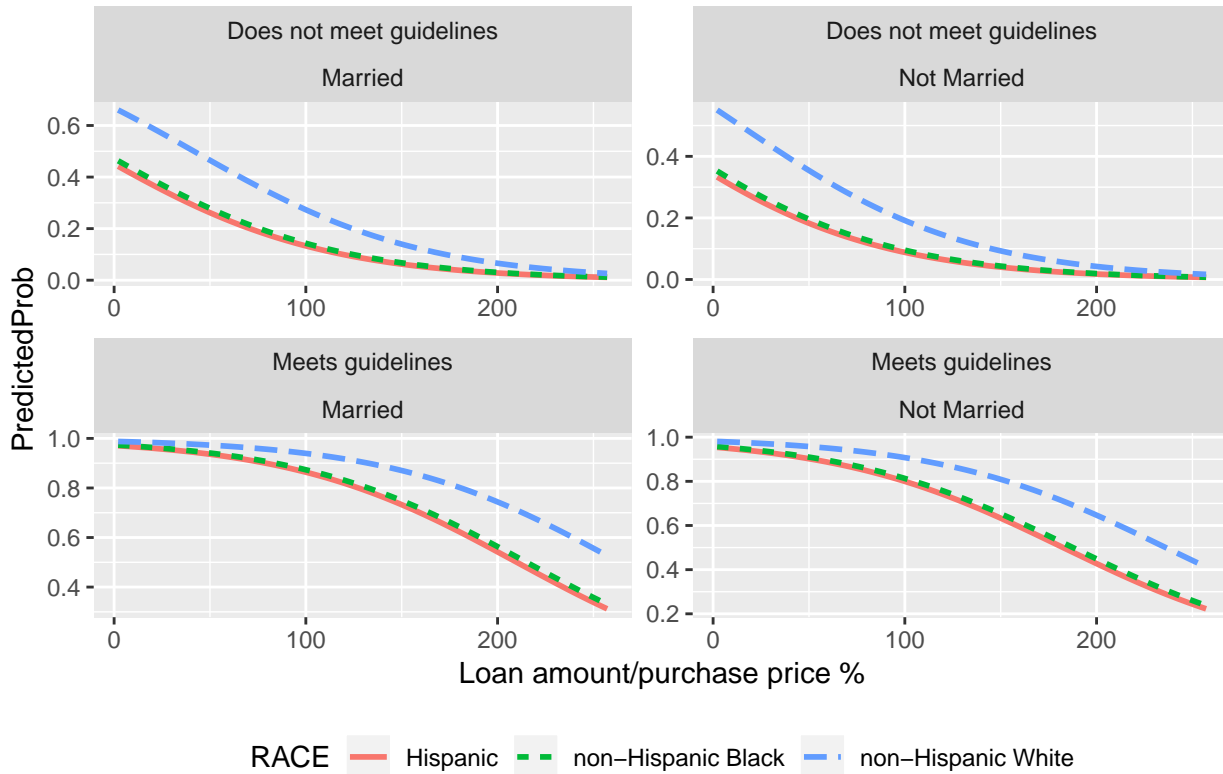 Does not meet guidelines
Married
Does not meet guidelines
Not Married
0.6
0.4
0.2
0.0
0.4
0.2
0.0
0 100 200
0 100 200
Meets guidelines
Married
Meets guidelines
Not Married
1.0
0.8
0.6
0.4
1.0
0.8
0.6
0.4
0.2
0 100 200
0 100 200
PredictedProb
Loan amount/purchase price %
RACE Hispanic non−Hispanic Black non−Hispanic White